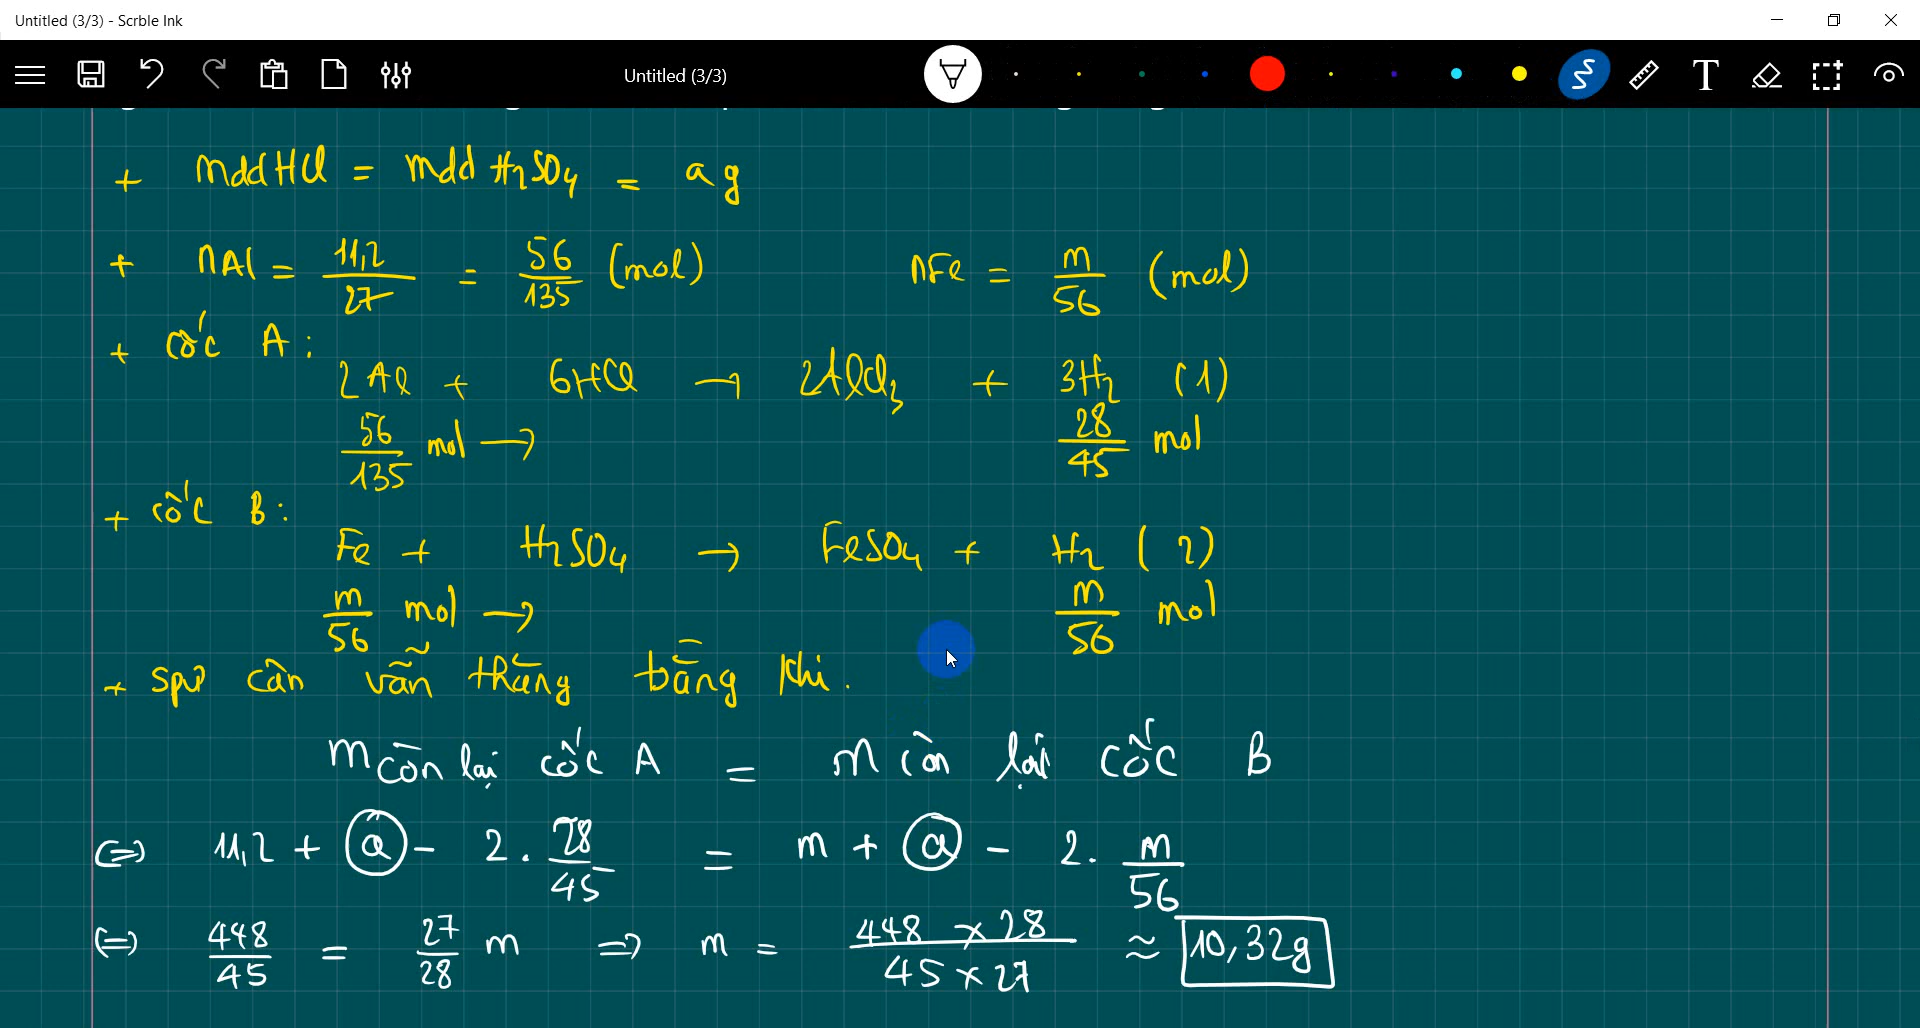 Untitled (3/3) - Scrble Ink
Untitled (3/3)
T
+ mddHCl = mdd H2SO4 = a g
+ nAl = 11,2/27 = 56/135 (mol) nFe = m/56 (mol)
+ cốc A:
2Al + 6HCl → 2AlCl3 + 3H2 (1)
56/135 mol → 28/45 mol
+ cốc B:
Fe + H2SO4 → FeSO4 + H2 (2)
m/56 mol → m/56 mol
+ spứ cân vẫn thăng bằng khi.
m còn lại cốc A = m còn lại cốc B
⇔ 11,2 + a - 2. 28/45 = m + a - 2. m/56
⇔ 448/45 = 27/28 m ⇒ m = 448 x 28/45 x 27 ≈ 10,32g